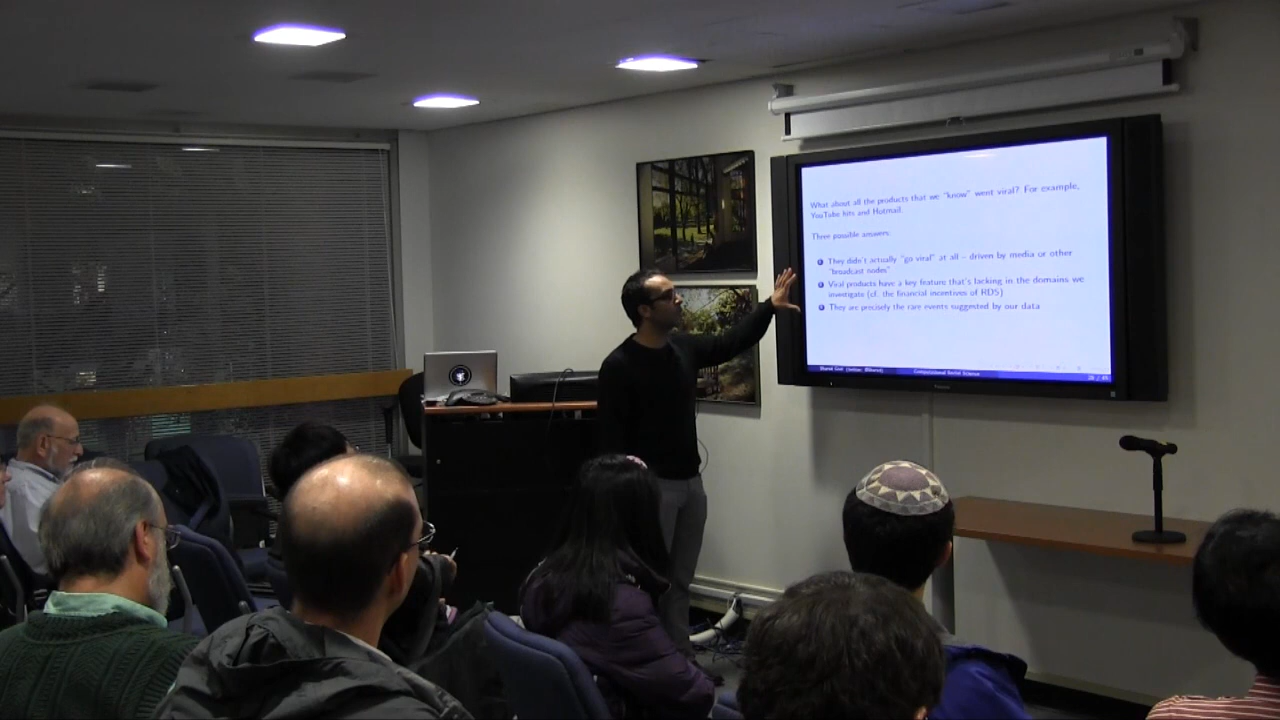 What about all the products that we "know" went viral? For example,
YouTube hits and Hotmail.
Three possible answers:
1 They didn't actually "go viral" at all – driven by media or other
"broadcast nodes"
2 Viral products have a key feature that's lacking in the domains we
investigate (cf. the financial incentives of RDS)
3 They are precisely the rare events suggested by our data
Computational Social Science